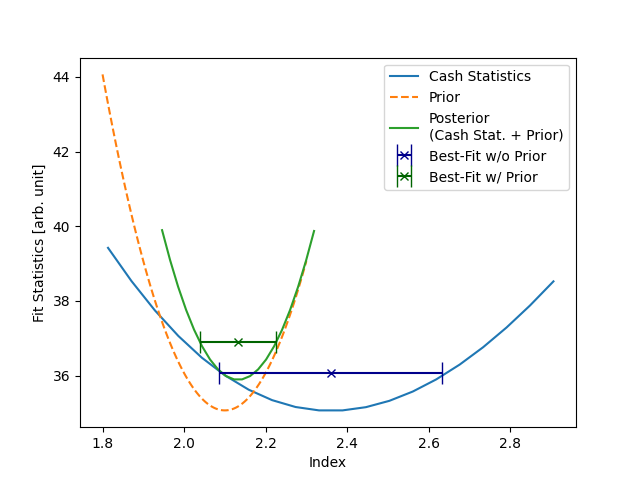 44
42
40
38
36
Fit Statistics [arb. unit]
1.8
2.0
2.2
2.4
2.6
2.8
Index
Cash Statistics
Prior
Posterior
(Cash Stat. + Prior)
Best-Fit w/o Prior
Best-Fit w/ Prior